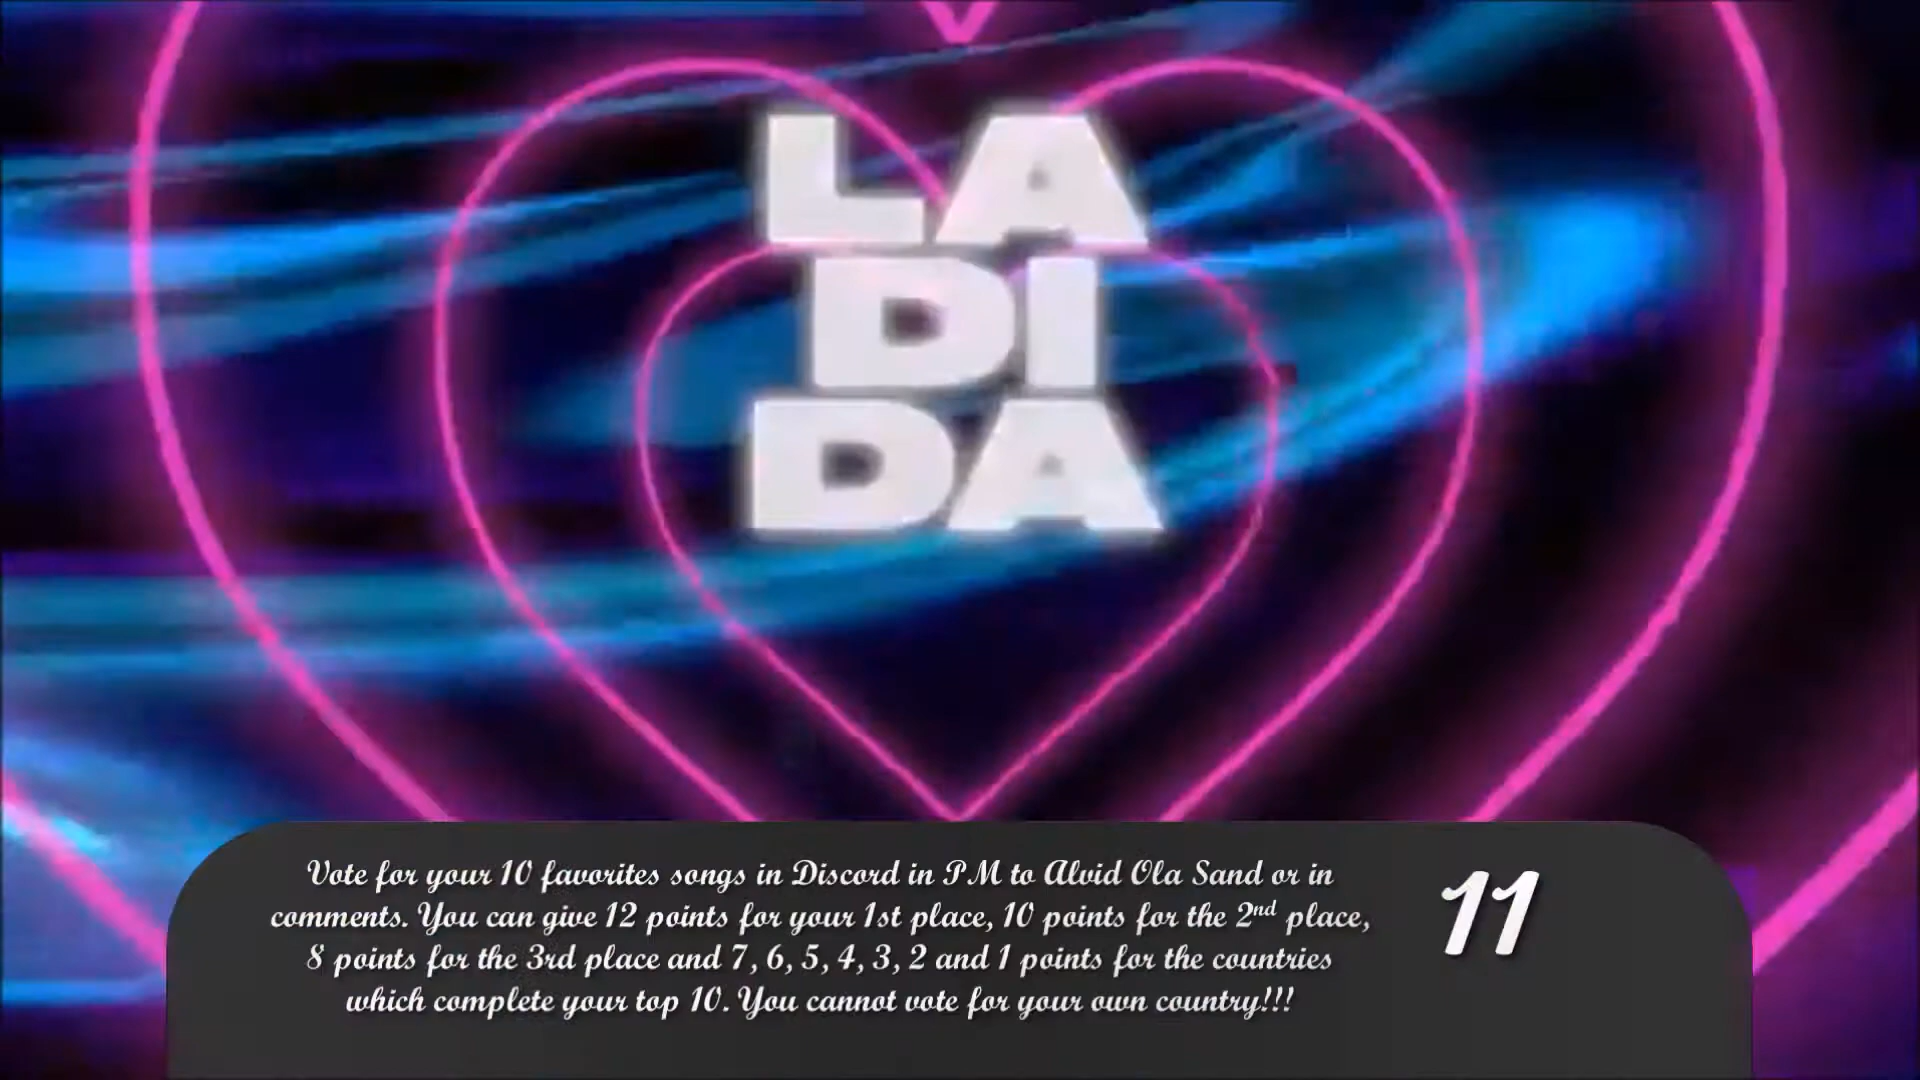 LA
DI
DA
Vote for your 10 favorites songs in Discord in PM to Alvid Ola Sand or in
comments. You can give 12 points for your 1st place, 10 points for the 2nd place,
8 points for the 3rd place and 7, 6, 5, 4, 3, 2 and 1 points for the countries
which complete your top 10. You cannot vote for your own country!!!
11